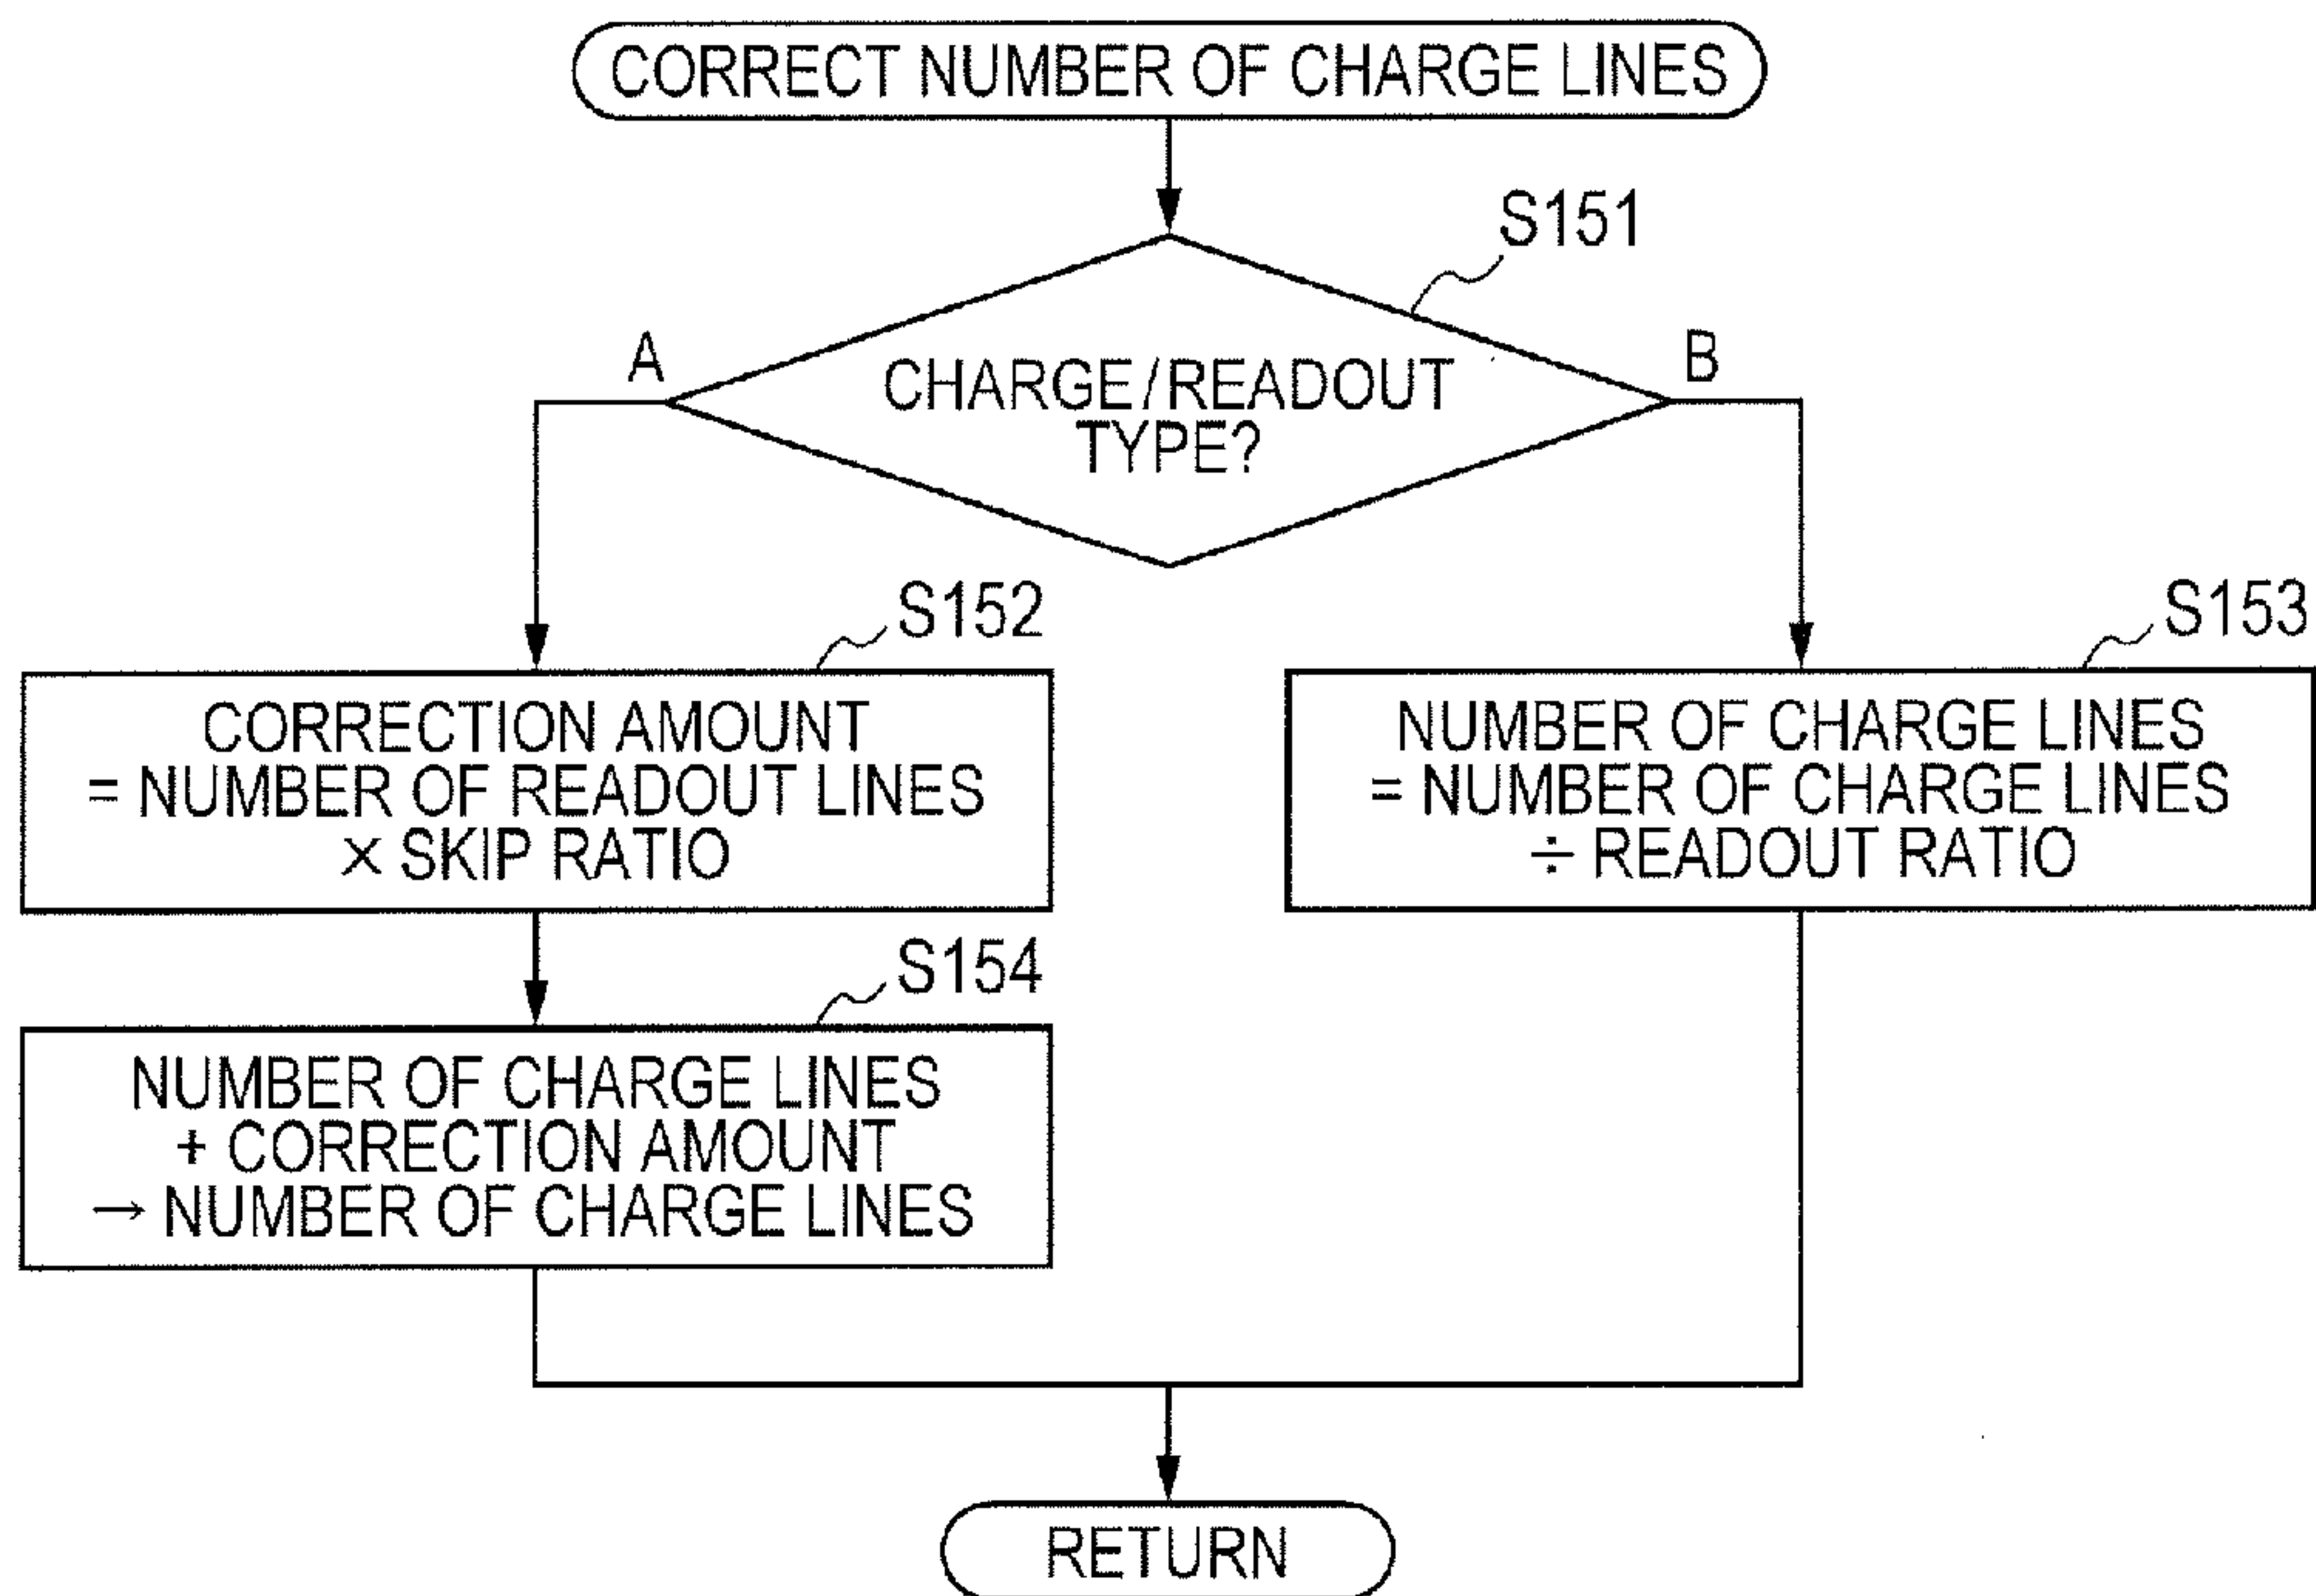 CORRECT NUMBER OF CHARGE LINES
S151
A
B
CHARGE/READOUT
TYPE?
S152
CORRECTION AMOUNT
= NUMBER OF READOUT LINES
× SKIP RATIO
S153
NUMBER OF CHARGE LINES
= NUMBER OF CHARGE LINES
÷ READOUT RATIO
S154
NUMBER OF CHARGE LINES
+ CORRECTION AMOUNT
→ NUMBER OF CHARGE LINES
RETURN